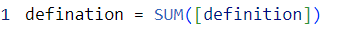 1 defination = SUM([definition])